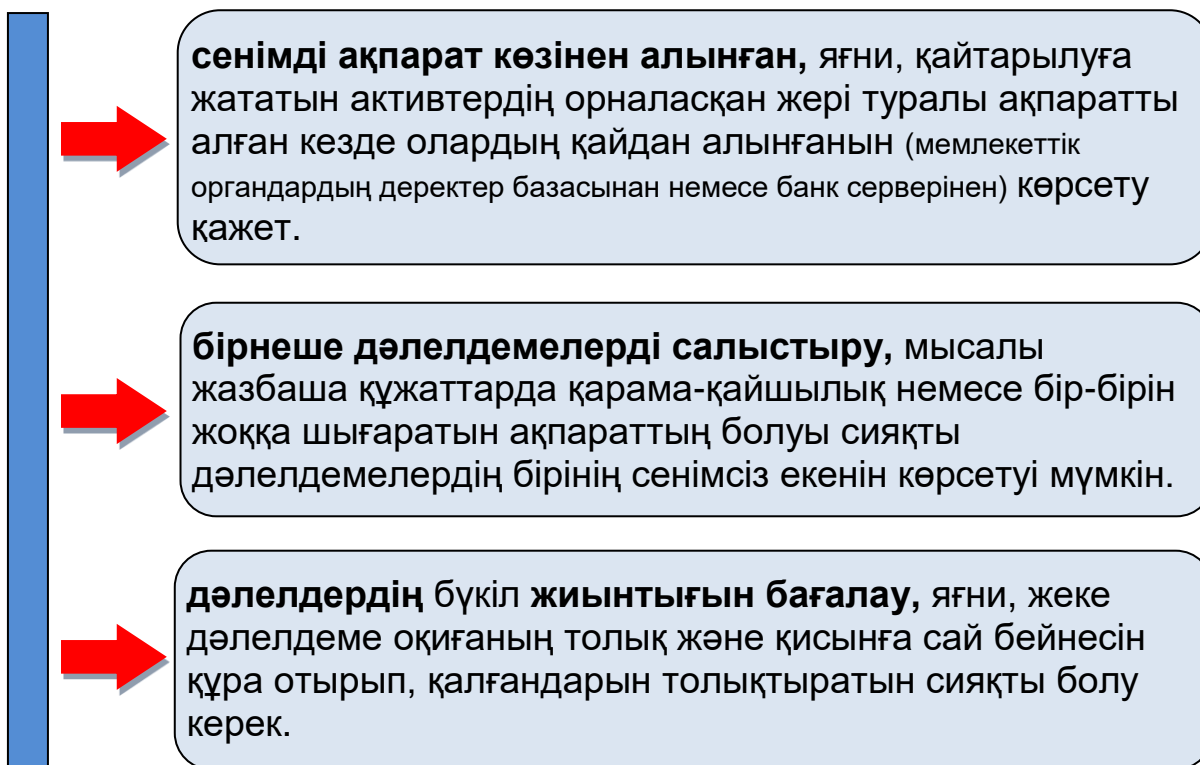 сенімді ақпарат көзінен алынған, яғни, қайтарылуға
жататын активтердің орналасқан жері туралы ақпаратты
алған кезде олардың қайдан алынғанын (мемлекеттік
органдардың деректер базасынан немесе банк серверінен) көрсету
қажет.
бірнеше дәлелдемелерді салыстыру, мысалы
жазбаша құжаттарда қарама-қайшылық немесе бір-бірін
жоққа шығаратын ақпараттың болуы сияқты
дәлелдемелердің бірінің сенімсіз екенін көрсетуі мүмкін.
дәлелдердің бүкіл жиынтығын бағалау, яғни, жеке
дәлелдеме оқиғаның толық және қисынға сай бейнесін
құра отырып, қалғандарын толықтыратын сияқты болу
керек.